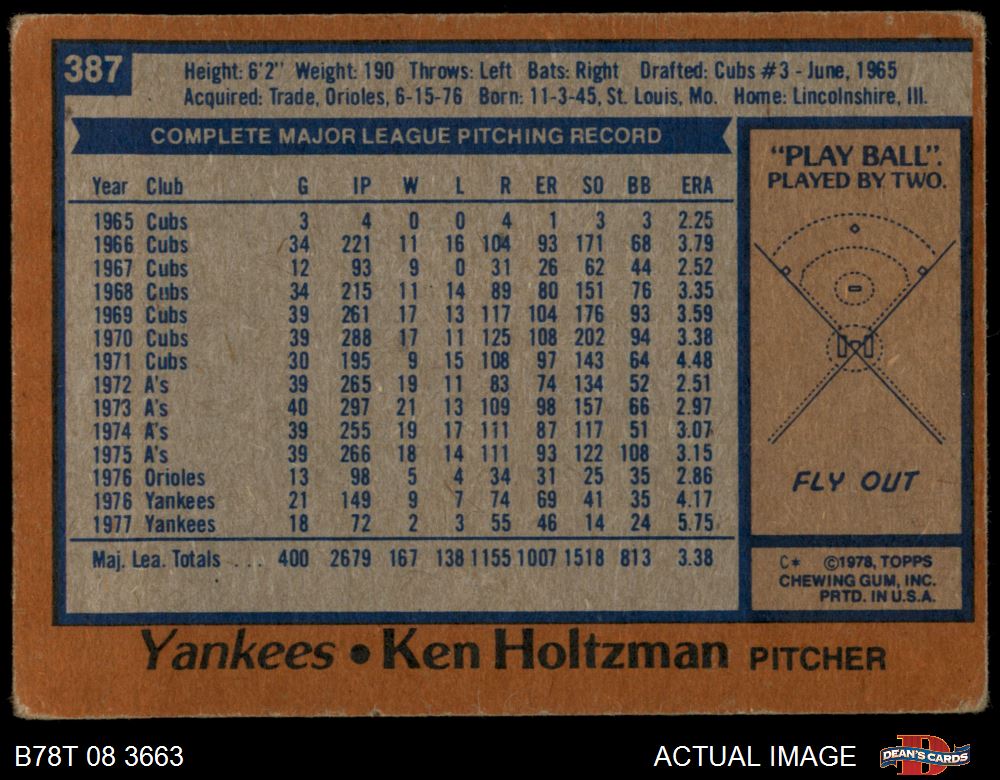 387
Height: 6'2" Weight: 190 Throws: Left Bats: Right Drafted: Cubs #3 - June, 1965
Acquired: Trade, Orioles, 6-15-76 Born: 11-3-45, St. Louis, Mo. Home: Lincolnshire, Ill.
COMPLETE MAJOR LEAGUE PITCHING RECORD
Year Club G IP W L R ER SO BB ERA
1965 Cubs 3 4 0 0 4 1 3 3 2.25
1966 Cubs 34 221 11 16 104 93 171 68 3.79
1967 Cubs 12 93 9 0 31 26 62 44 2.52
1968 Cubs 34 215 11 14 89 80 151 76 3.35
1969 Cubs 39 261 17 13 117 104 176 93 3.59
1970 Cubs 39 288 17 11 125 108 202 94 3.38
1971 Cubs 30 195 9 15 108 97 143 64 4.48
1972 A's 39 265 19 11 83 74 134 52 2.51
1973 A's 40 297 21 13 109 98 157 66 2.97
1974 A's 39 255 19 17 111 87 117 51 3.07
1975 A's 39 266 18 14 111 93 122 108 3.15
1976 Orioles 13 98 5 4 34 31 25 35 2.86
1976 Yankees 21 149 9 7 74 69 41 35 4.17
1977 Yankees 18 72 2 3 55 46 14 24 5.75
Maj. Lea. Totals ... 400 2679 167 138 1155 1007 1518 813 3.38
"PLAY BALL".
PLAYED BY TWO.
FLY OUT
C* ©1978, TOPPS
CHEWING GUM, INC.
PRTD. IN U.S.A.
Yankees • Ken Holtzman PITCHER
B78T 08 3663
ACTUAL IMAGE
D
DEAN'S CARDS